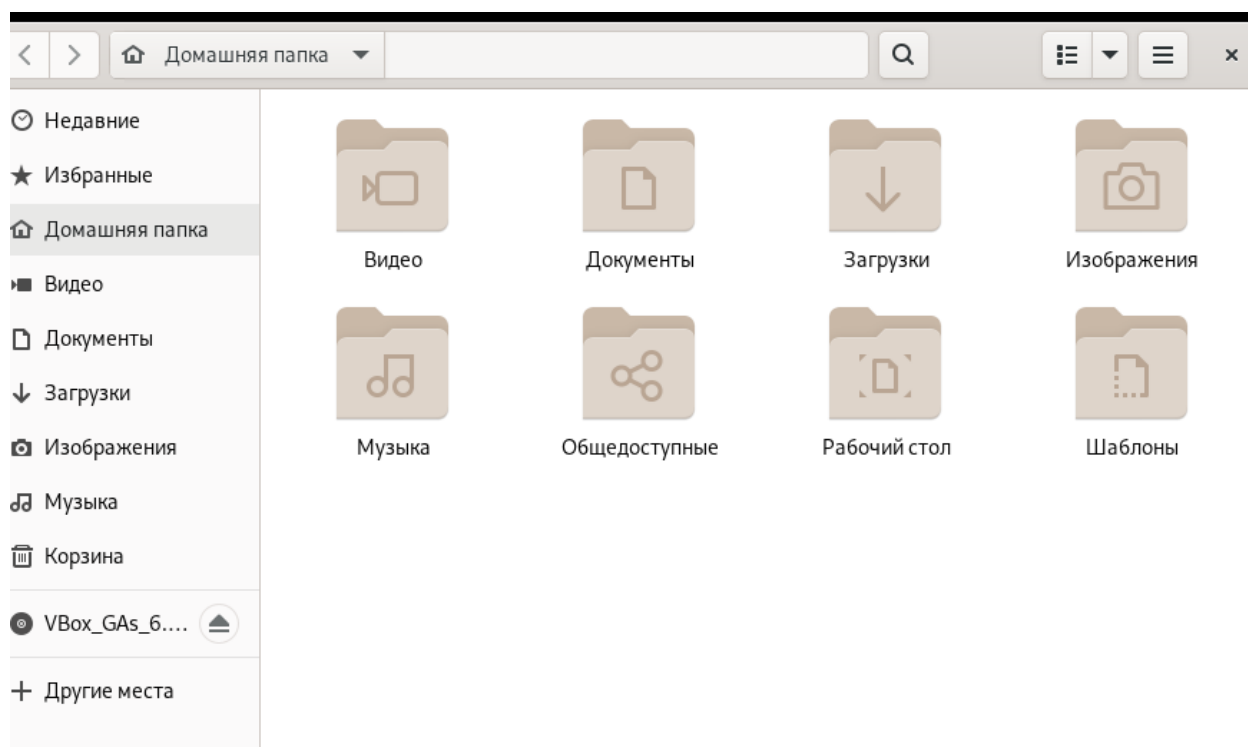 Домашняя папка
Недавние
Избранные
Домашняя папка
Видео
Документы
Загрузки
Изображения
Музыка
Корзина
VBox_GAs_6....
Другие места
Видео
Документы
Загрузки
Изображения
Музыка
Общедоступные
Рабочий стол
Шаблоны